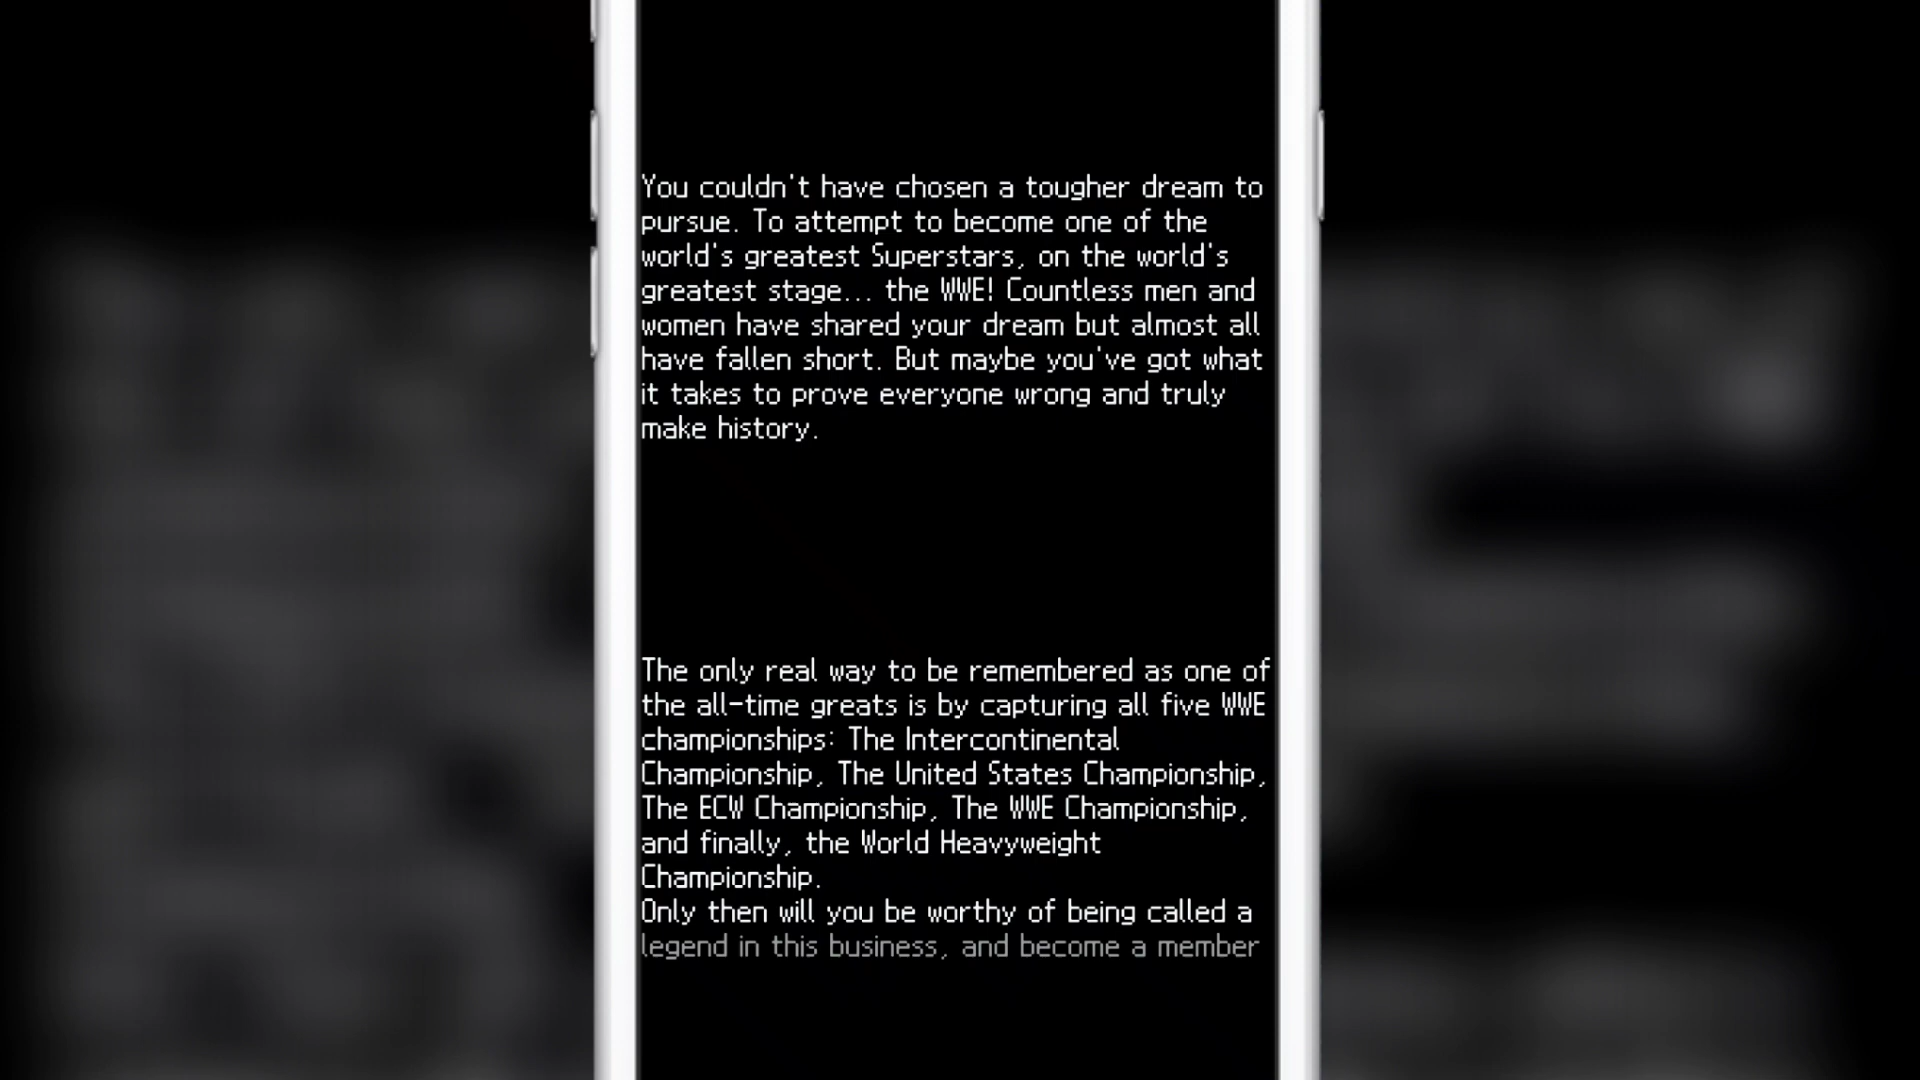 You couldn't have chosen a tougher dream to
pursue. To attempt to become one of the
world's greatest Superstars, on the world's
greatest stage... the WWE! Countless men and
women have shared your dream but almost all
have fallen short. But maybe you've got what
it takes to prove everyone wrong and truly
make history.
The only real way to be remembered as one of
the all-time greats is by capturing all five WWE
championships: The Intercontinental
Championship, The United States Championship,
The ECW Championship, The WWE Championship,
and finally, the World Heavyweight
Championship.
Only then will you be worthy of being called a
legend in this business, and become a member